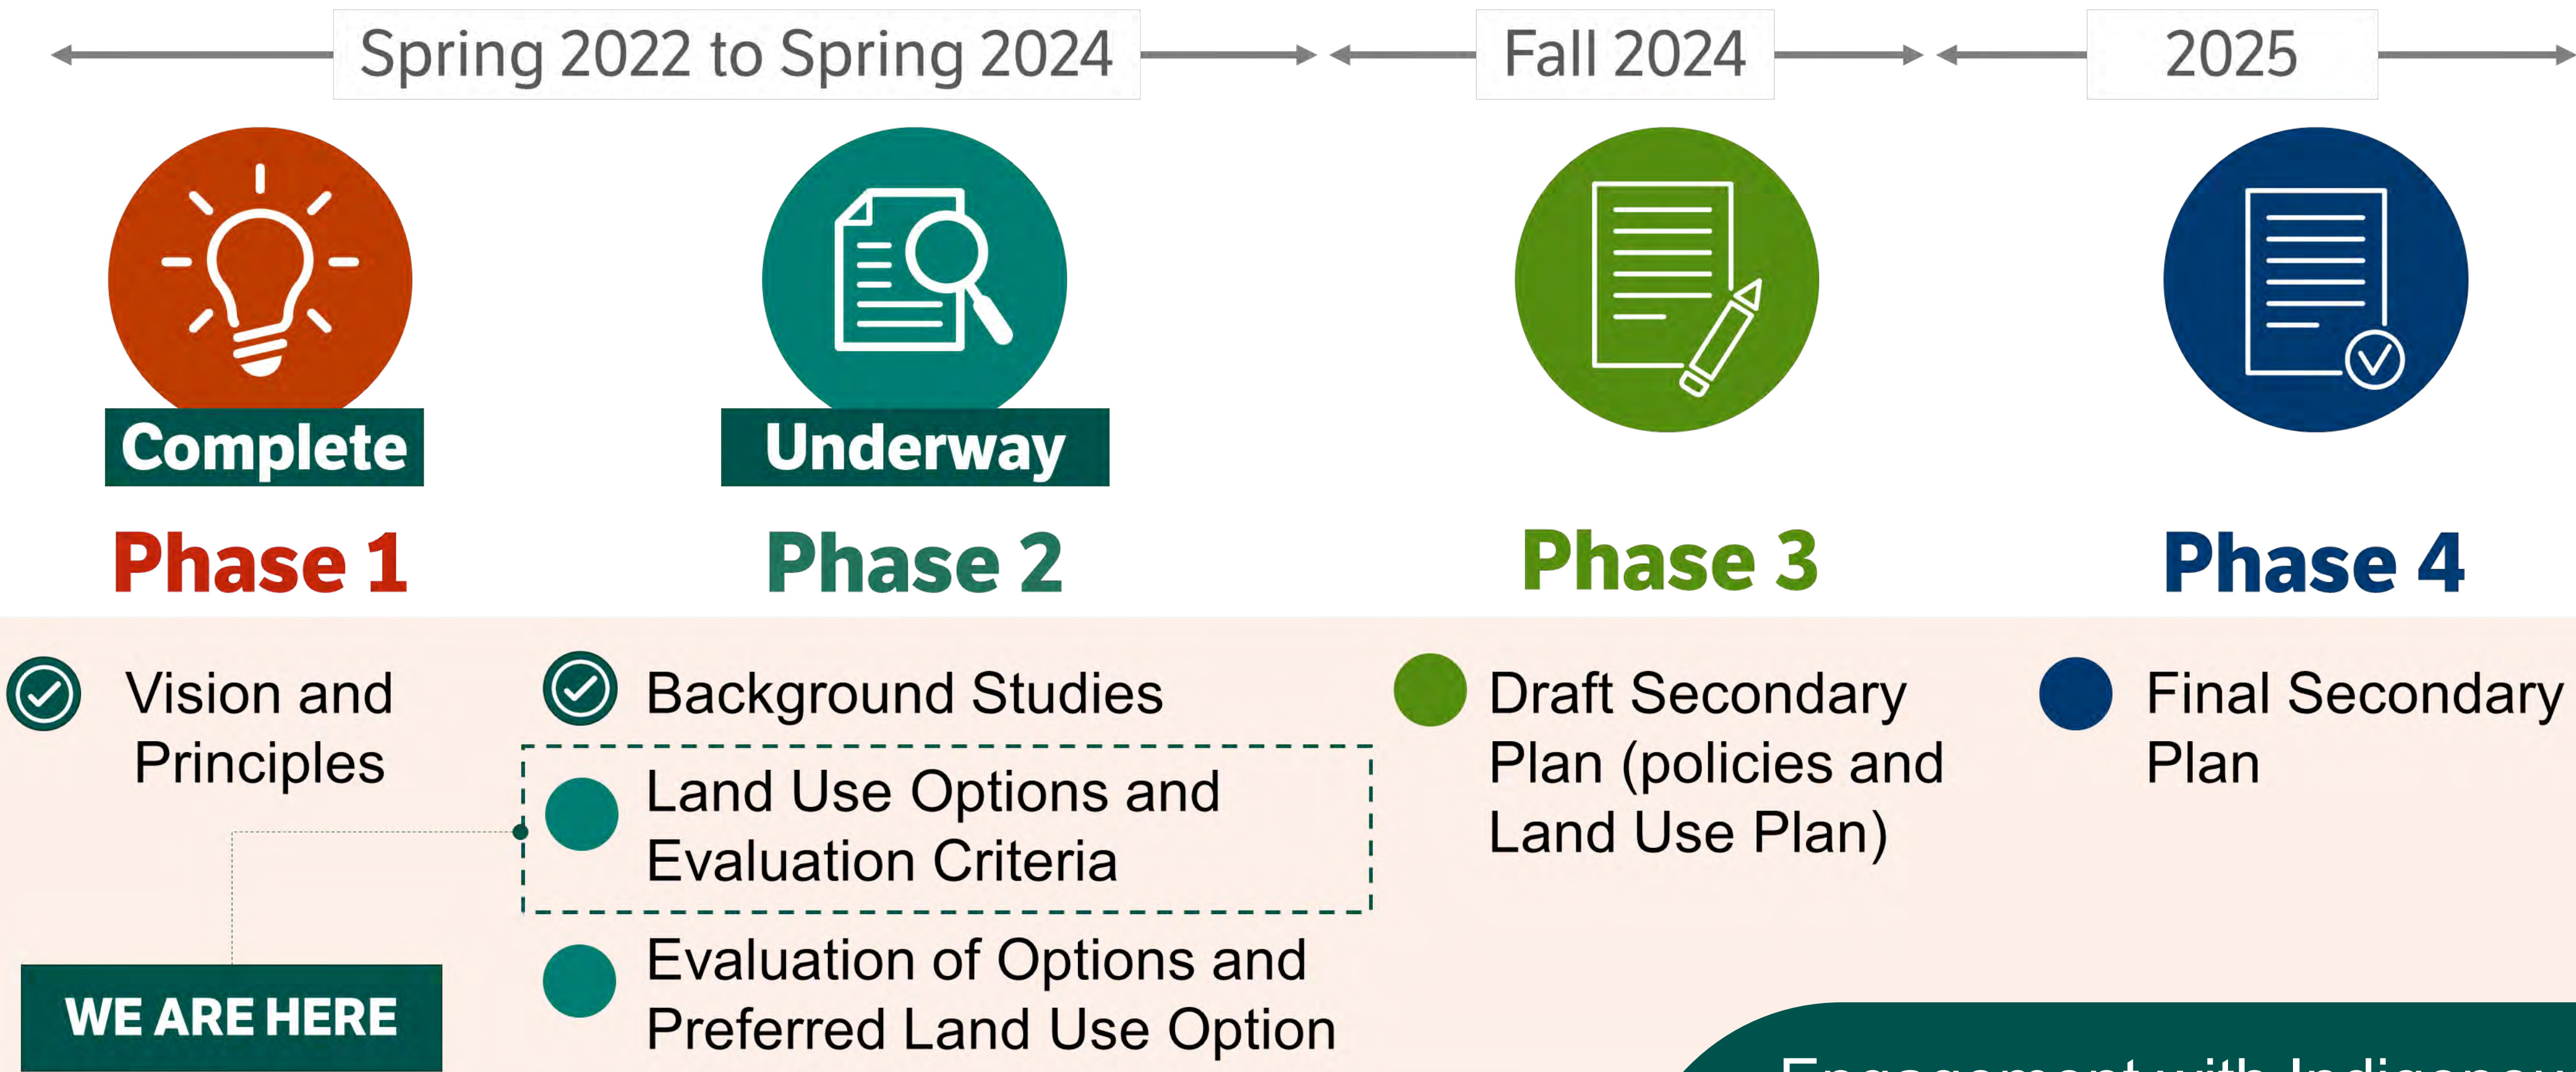 Spring 2022 to Spring 2024
Fall 2024
2025
Complete
Underway
Phase 1
Phase 2
Phase 3
Phase 4
Vision and
Principles
Background Studies
Land Use Options and
Evaluation Criteria
Evaluation of Options and
Preferred Land Use Option
Draft Secondary
Plan (policies and
Land Use Plan)
Final Secondary
Plan
WE ARE HERE
Engagement with